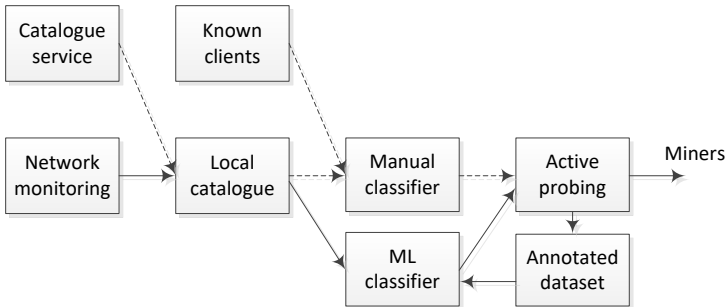 Catalogue
service
Known
clients
Network
monitoring
Local
catalogue
Manual
classifier
Active
probing
Miners
ML
classifier
Annotated
dataset